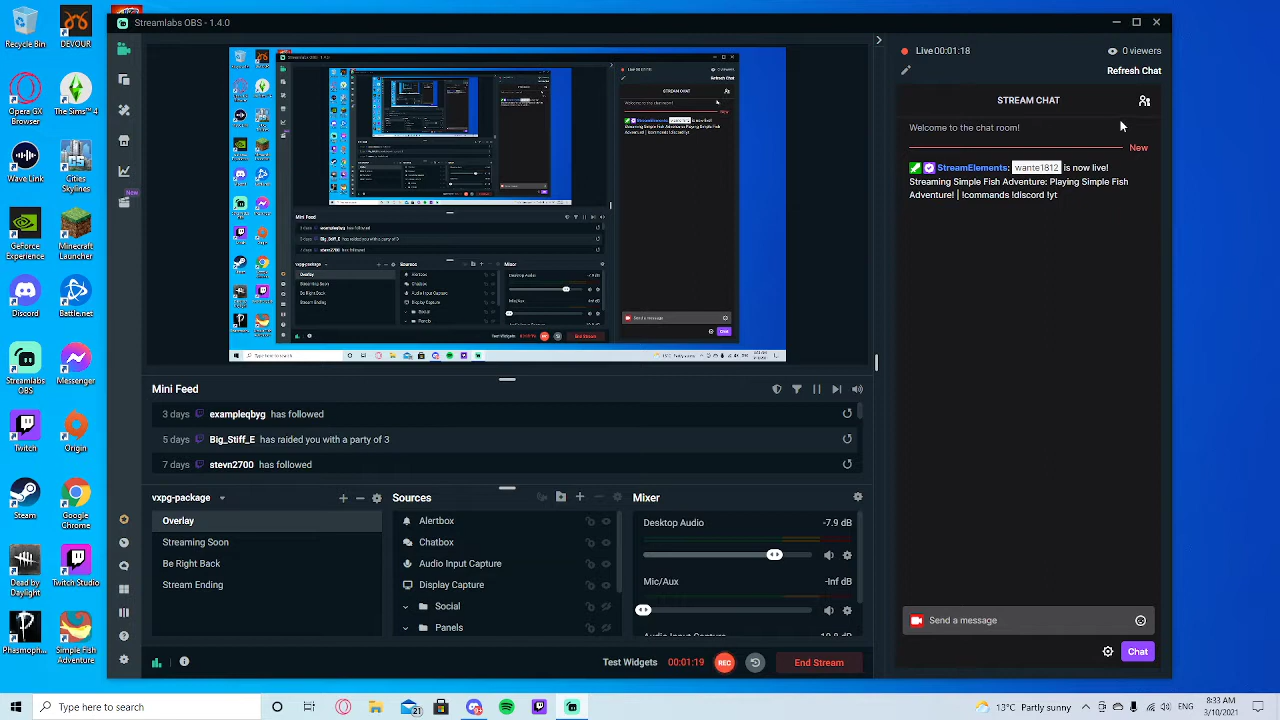 Streamlabs OBS - 1.4.0
Recycle Bin
DEVOUR
Opera GX
Browser
The Sims™ 4
Wave Link
Cities
Skylines
GeForce
Experience
Minecraft
Launcher
Discord
Battle.net
Streamlabs
OBS
Messenger
Twitch
Origin
Steam
Google
Chrome
Dead by
Daylight
Twitch Studio
Phasmoph...
Simple Fish
Adventure
New
Live 00:01:18
0 viewers
Refresh Chat
STREAM CHAT
Welcome to the chat room!
New
StreamElements: wante1812 is now live!
Streaming Simple Fish Adventure: Playing Simple Fish
Adventure | !commands !discord !yt
Send a message
Chat
Mini Feed
3 days exampleqbyg has followed
5 days Big_Stiff_E has raided you with a party of 3
7 days stevn2700 has followed
vxpg-package
Overlay
Streaming Soon
Be Right Back
Stream Ending
Sources
Alertbox
Chatbox
Audio Input Capture
Display Capture
Social
Panels
Mixer
Desktop Audio -7.9 dB
Mic/Aux -Inf dB
Test Widgets 00:01:19 REC End Stream
Type here to search
21
13°C Partly sunny
ENG
8:33 AM
3/10/2021